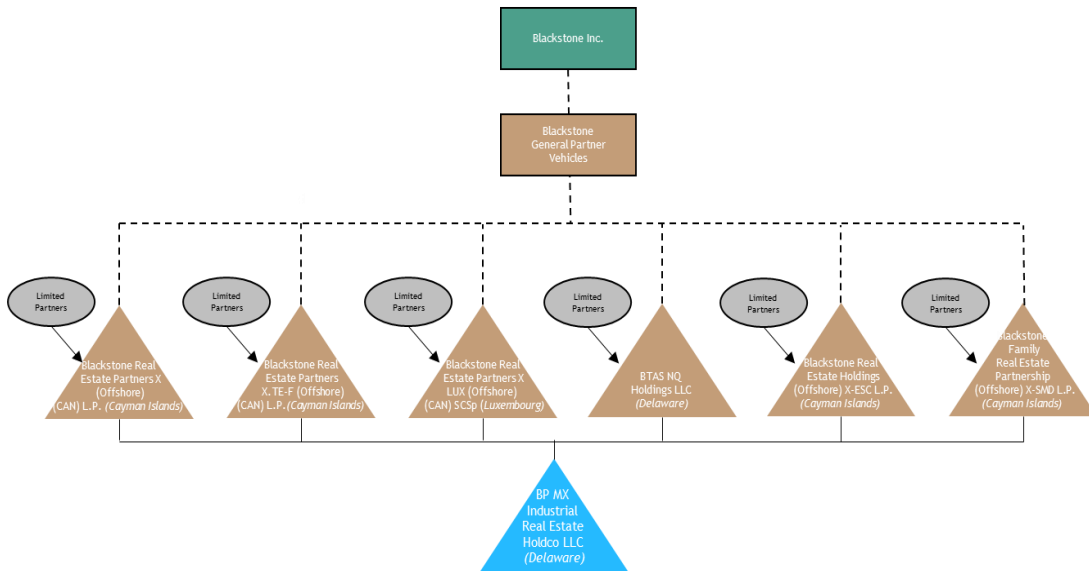 Blackstone Inc.
Blackstone
General Partner
Vehicles
Limited
Partners
Limited
Partners
Limited
Partners
Limited
Partners
Limited
Partners
Limited
Partners
Blackstone Real
Estate Partners X
(Offshore)
(CAN) L.P. (Cayman Islands)
Blackstone Real
Estate Partners
X.TE-F (Offshore)
(CAN) L.P. (Cayman Islands)
Blackstone Real
Estate Partners X
LUX (Offshore)
(CAN) SCSp (Luxembourg)
BTAS NQ
Holdings LLC
(Delaware)
Blackstone Real
Estate Holdings
(Offshore) X-ESC L.P.
(Cayman Islands)
Blackstone
Family
Real Estate
Partnership
(Offshore) X-SMD L.P.
(Cayman Islands)
BP MX
Industrial
Real Estate
Holdco LLC
(Delaware)